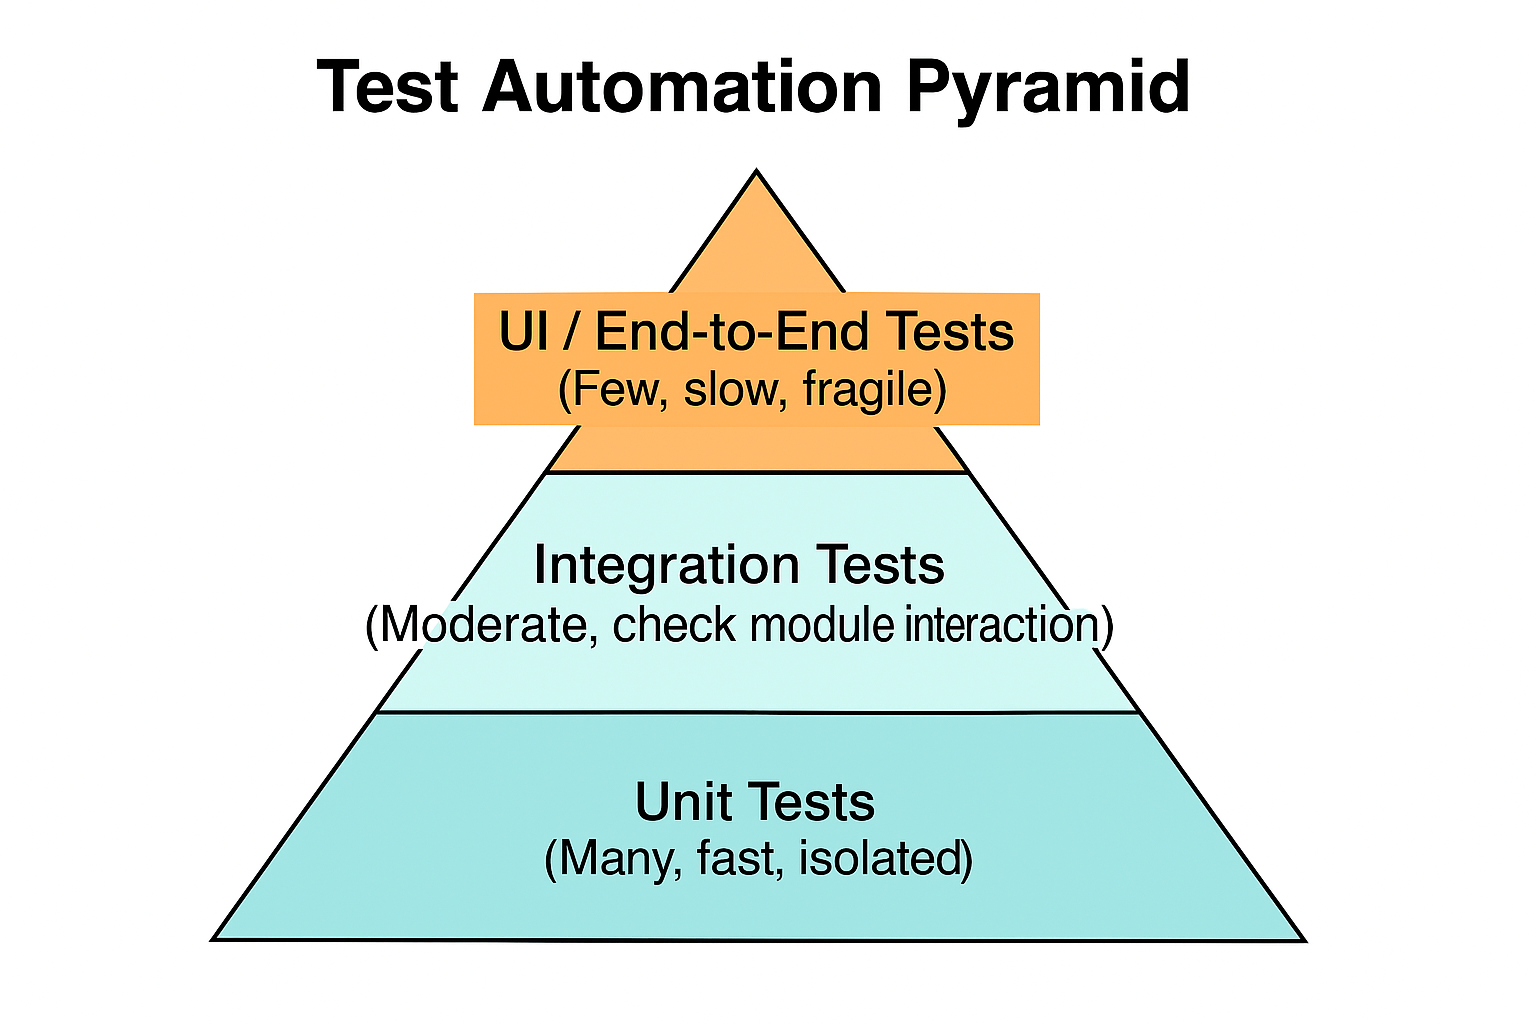 Test Automation Pyramid
UI / End-to-End Tests
(Few, slow, fragile)
Integration Tests
(Moderate, check module interaction)
Unit Tests
(Many, fast, isolated)